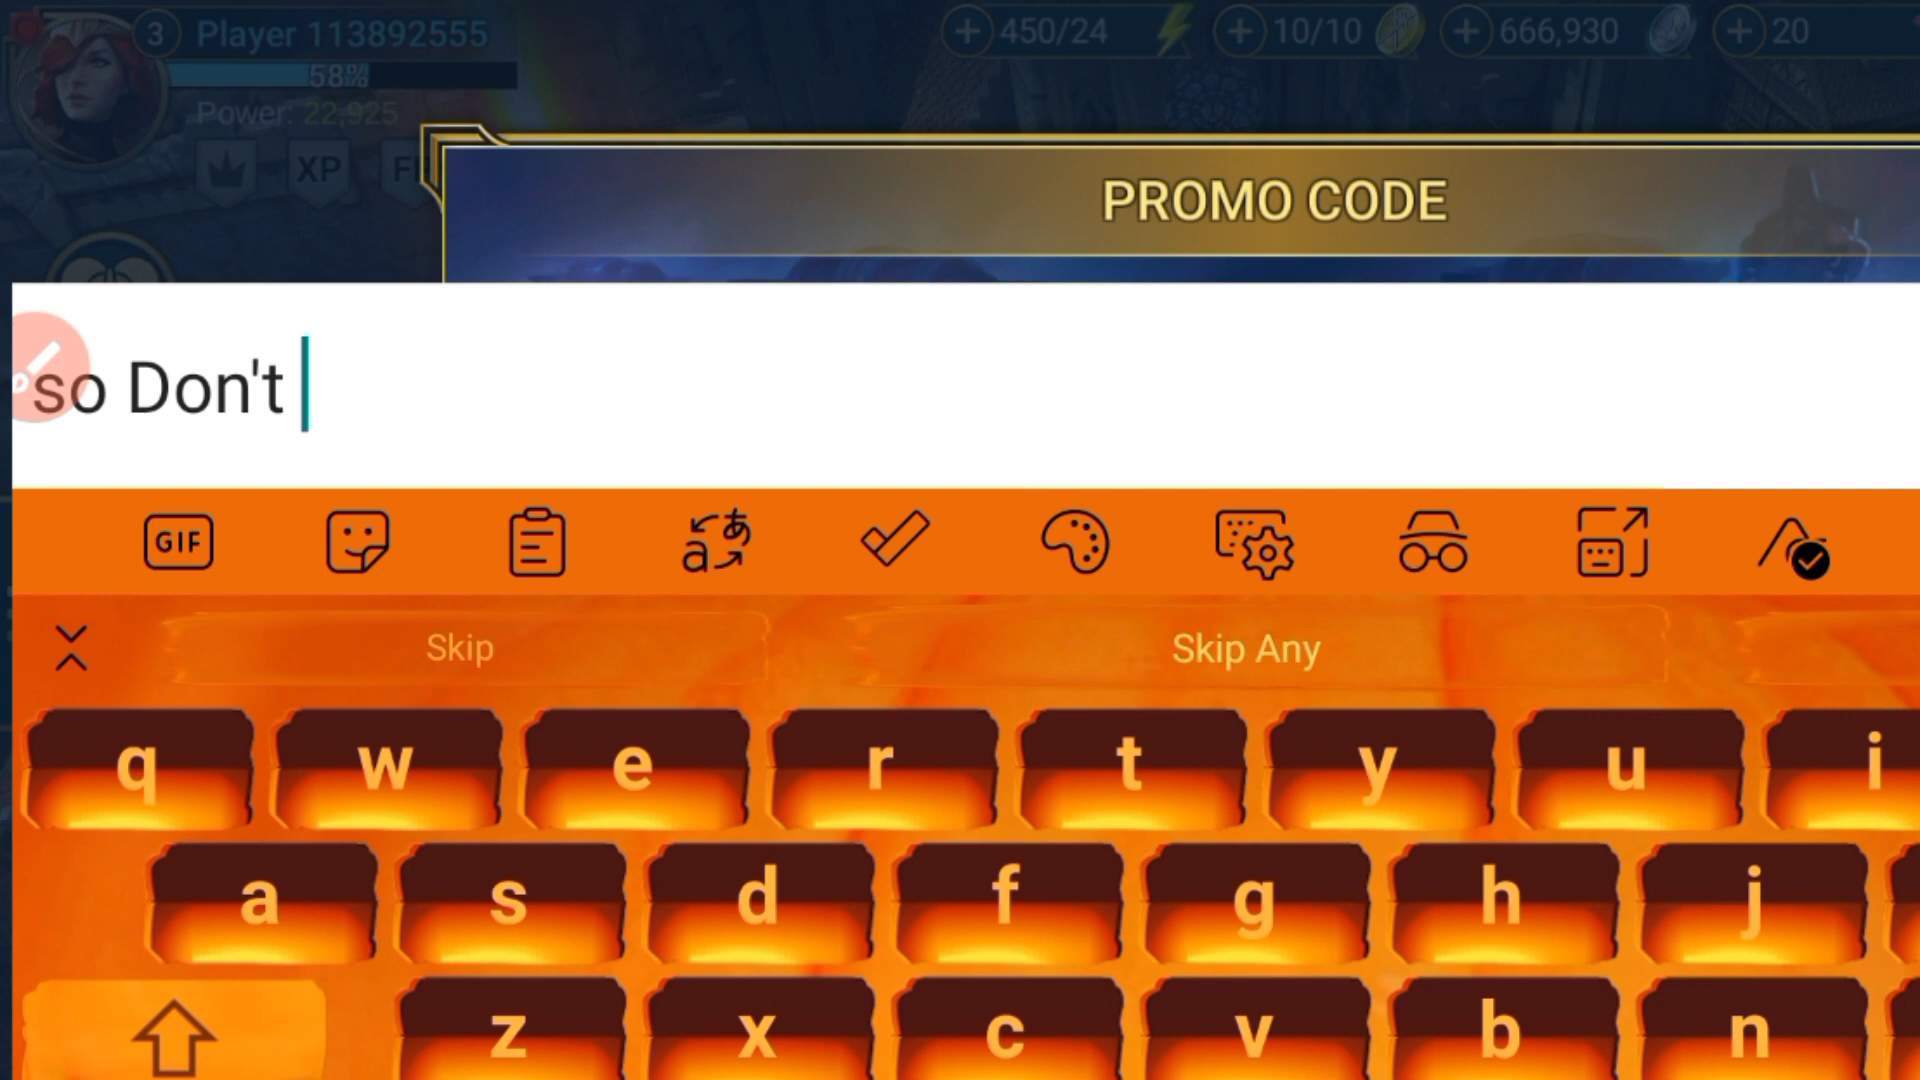 3 Player 113892555
450/24
10/10
666,930
20
58%
Power: 22,925
XP
PROMO CODE
so Don't
GIF
a あ
Skip
Skip Any
q w e r t y u i
a s d f g h j
z x c v b n